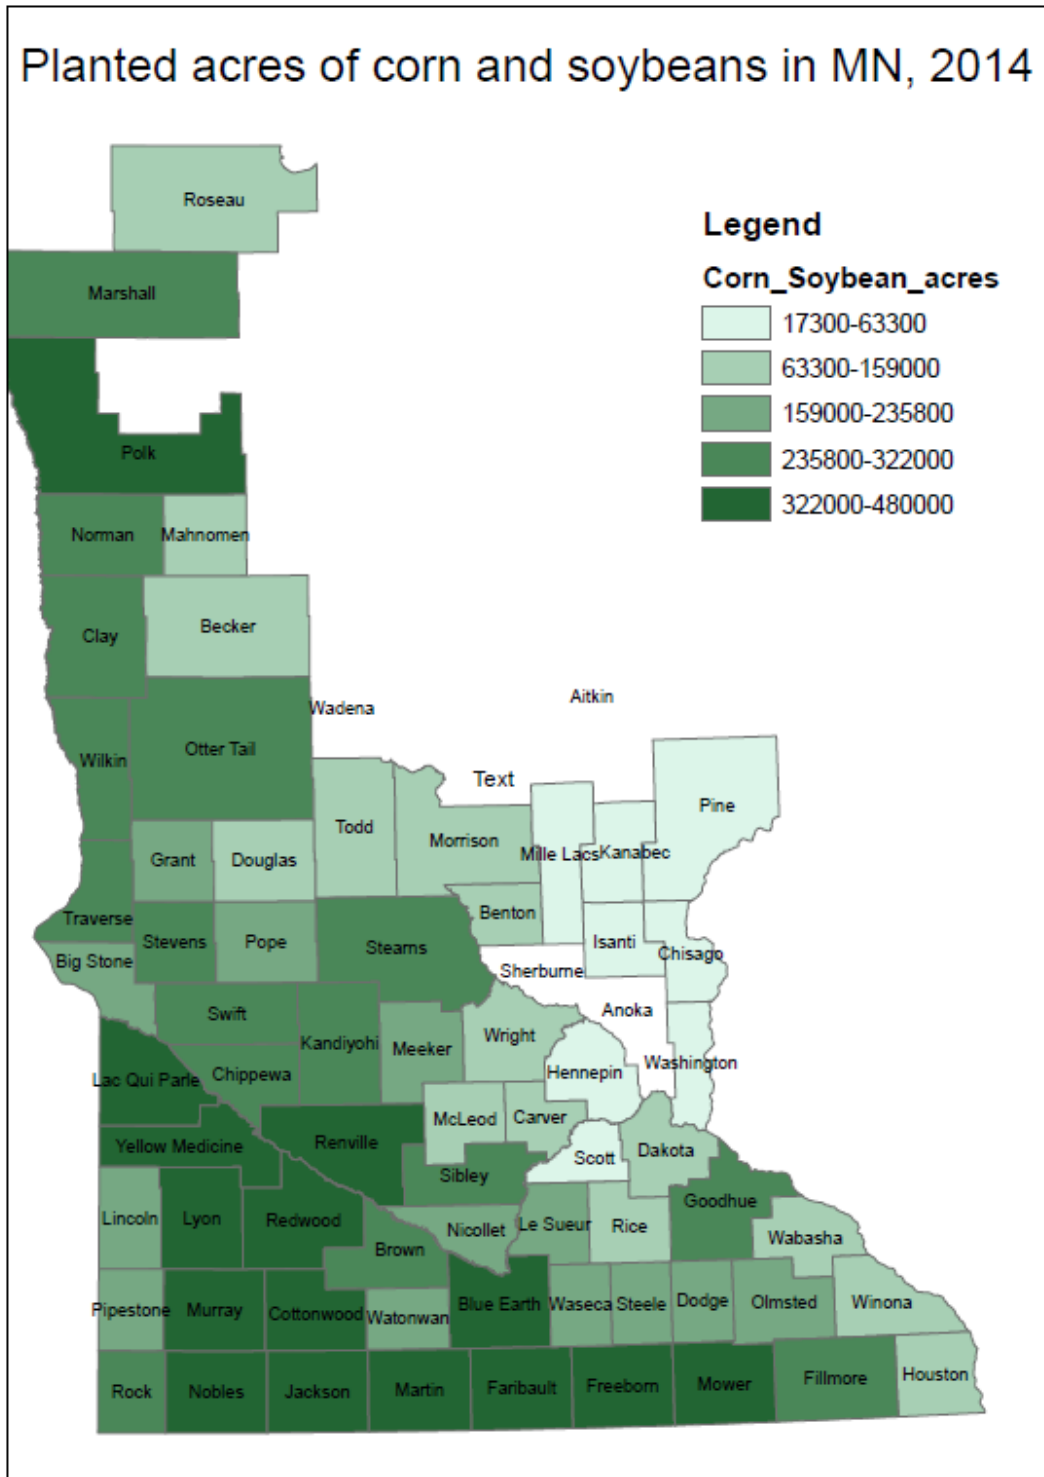 Planted acres of corn and soybeans in MN, 2014
Roseau
Legend
Corn_Soybean_acres
17300-63300
63300-159000
159000-235800
235800-322000
322000-480000
Marshall
Polk
Norman
Mahnomen
Clay
Becker
Wadena
Aitkin
Wilkin
Otter Tail
Text
Pine
Todd
Morrison
Mille Lacs
Kanabec
Grant
Douglas
Traverse
Stevens
Pope
Stearns
Benton
Isanti
Chisago
Big Stone
Sherburne
Swift
Anoka
Kandiyohi
Meeker
Wright
Washington
Hennepin
Lac Qui Parle
Chippewa
McLeod
Carver
Yellow Medicine
Renville
Sibley
Scott
Dakota
Lincoln
Lyon
Redwood
Brown
Nicollet
Le Sueur
Rice
Goodhue
Wabasha
Pipestone
Murray
Cottonwood
Watonwan
Blue Earth
Waseca
Steele
Dodge
Olmsted
Winona
Rock
Nobles
Jackson
Martin
Faribault
Freeborn
Mower
Fillmore
Houston